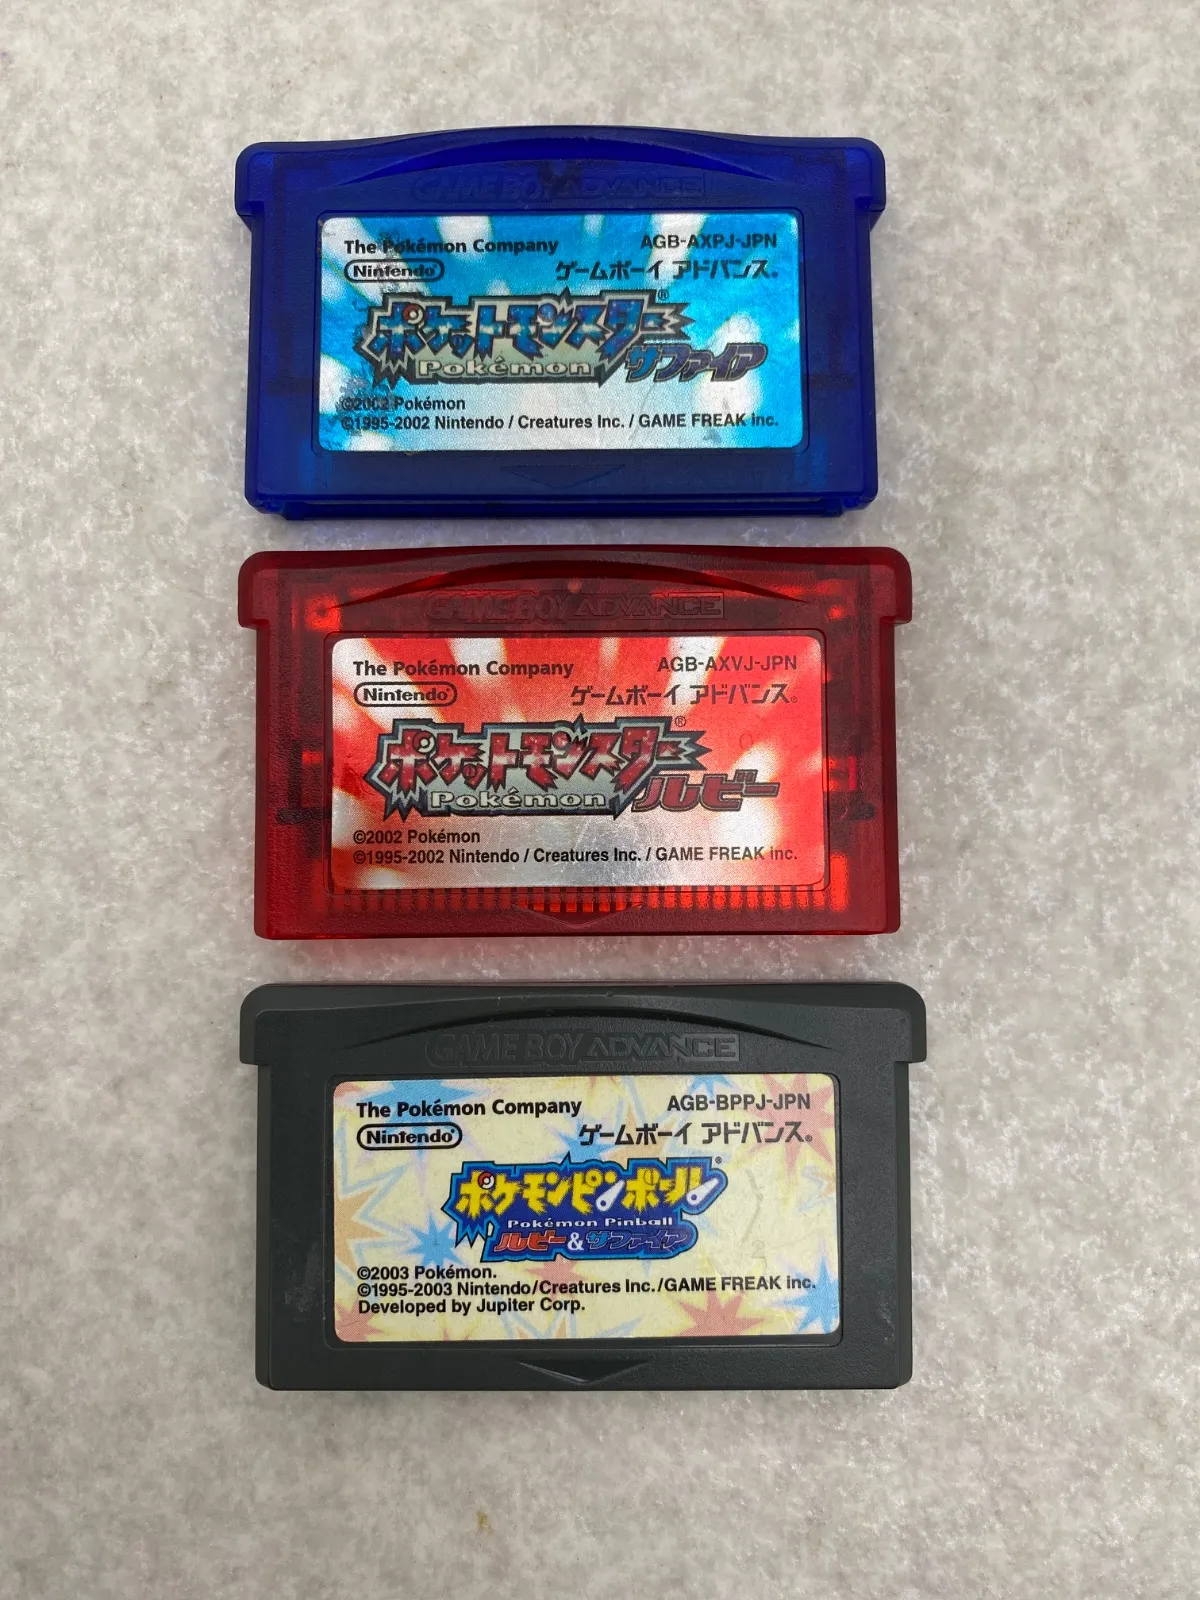 GAME BOY ADVANCE
The Pokémon Company AGB-AXPJ-JPN
Nintendo ゲームボーイ アドバンス®
ポケットモンスター®
Pokémon サファイア
©2002 Pokémon
©1995-2002 Nintendo / Creatures Inc. / GAME FREAK inc.
GAME BOY ADVANCE
The Pokémon Company AGB-AXVJ-JPN
Nintendo® ゲームボーイ アドバンス®
ポケットモンスター®
Pokémon ルビー
©2002 Pokémon
©1995-2002 Nintendo / Creatures Inc. / GAME FREAK inc.
GAME BOY ADVANCE
The Pokémon Company AGB-BPPJ-JPN
Nintendo® ゲームボーイ アドバンス®
ポケモンピンボール®
Pokémon Pinball
ルビー&サファイア
©2003 Pokémon.
©1995-2003 Nintendo/Creatures Inc./GAME FREAK inc.
Developed by Jupiter Corp.